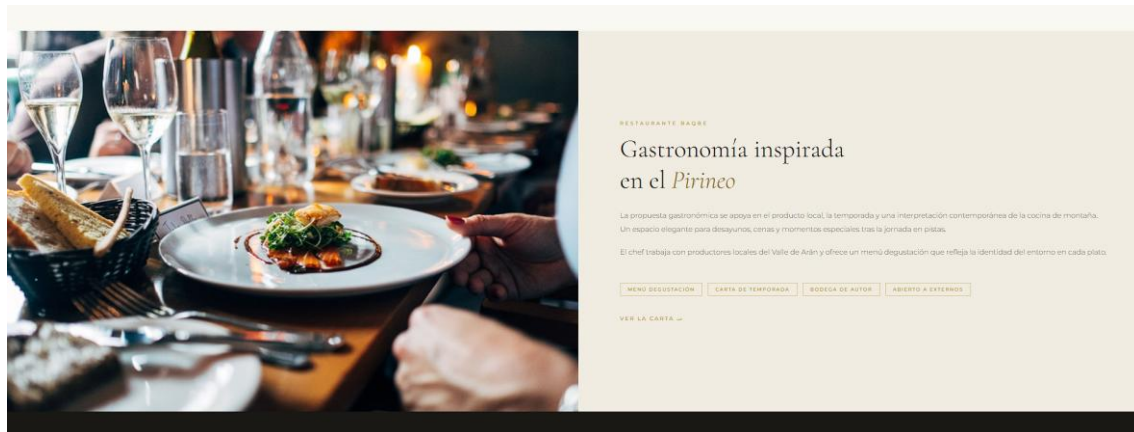 RESTAURANTE BAQRE
Gastronomía inspirada
en el Pirineo
La propuesta gastronómica se apoya en el producto local, la temporada y una interpretación contemporánea de la cocina de montaña.
Un espacio elegante para desayunos, cenas y momentos especiales tras la jornada en pistas.
El chef trabaja con productores locales del Valle de Arán y ofrece un menú degustación que refleja la identidad del entorno en cada plato.
MENÚ DEGUSTACIÓN
CARTA DE TEMPORADA
BODEGA DE AUTOR
ABIERTO A EXTERNOS
VER LA CARTA →